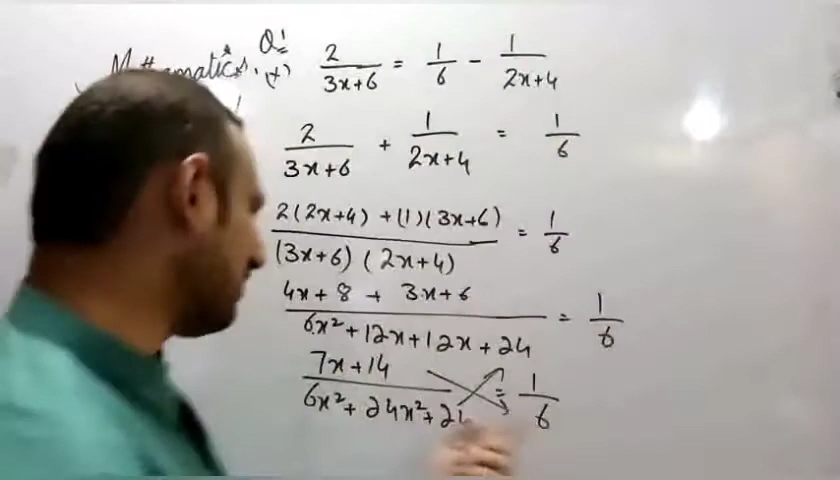 Q!
Mathematics. (x) 2/(3x+6) = 1/6 - 1/(2x+4)
2/(3x+6) + 1/(2x+4) = 1/6
(2(2x+4) + (1)(3x+6))/((3x+6)(2x+4)) = 1/6
(4x+8 + 3x+6)/(6x²+12x+12x+24) = 1/6
(7x+14)/(6x²+24x²+24) = 1/6